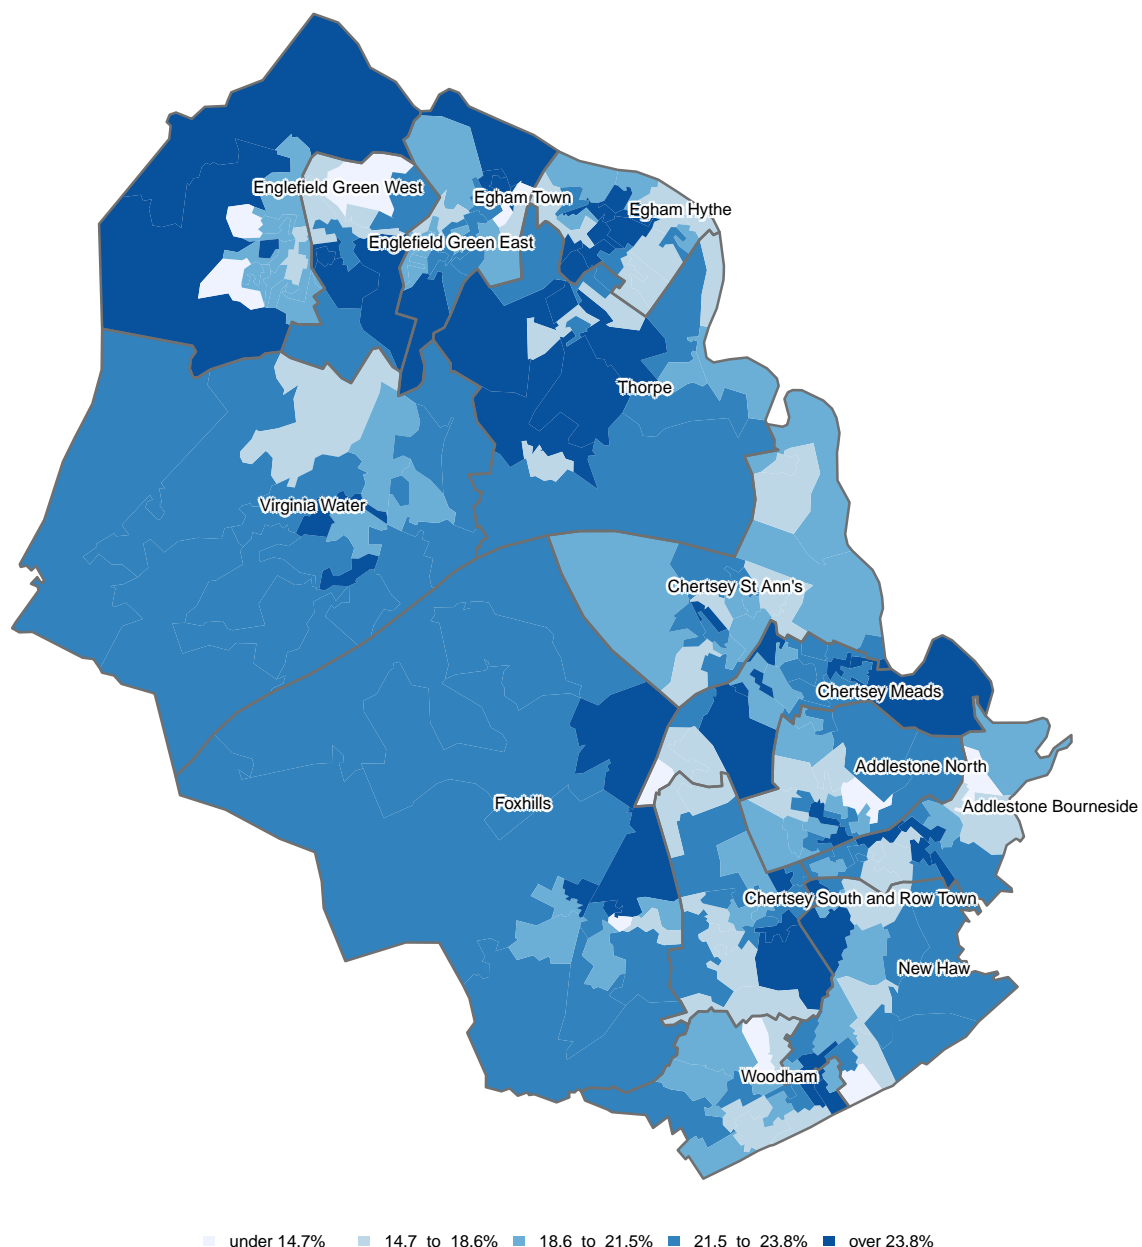 Englefield Green West
Egham Town
Egham Hythe
Englefield Green East
Thorpe
Virginia Water
Chertsey St Ann's
Chertsey Meads
Addlestone North
Foxhills
Addlestone Bourneside
Chertsey South and Row Town
New Haw
Woodham
under 14.7% 14.7 to 18.6% 18.6 to 21.5% 21.5 to 23.8% over 23.8%